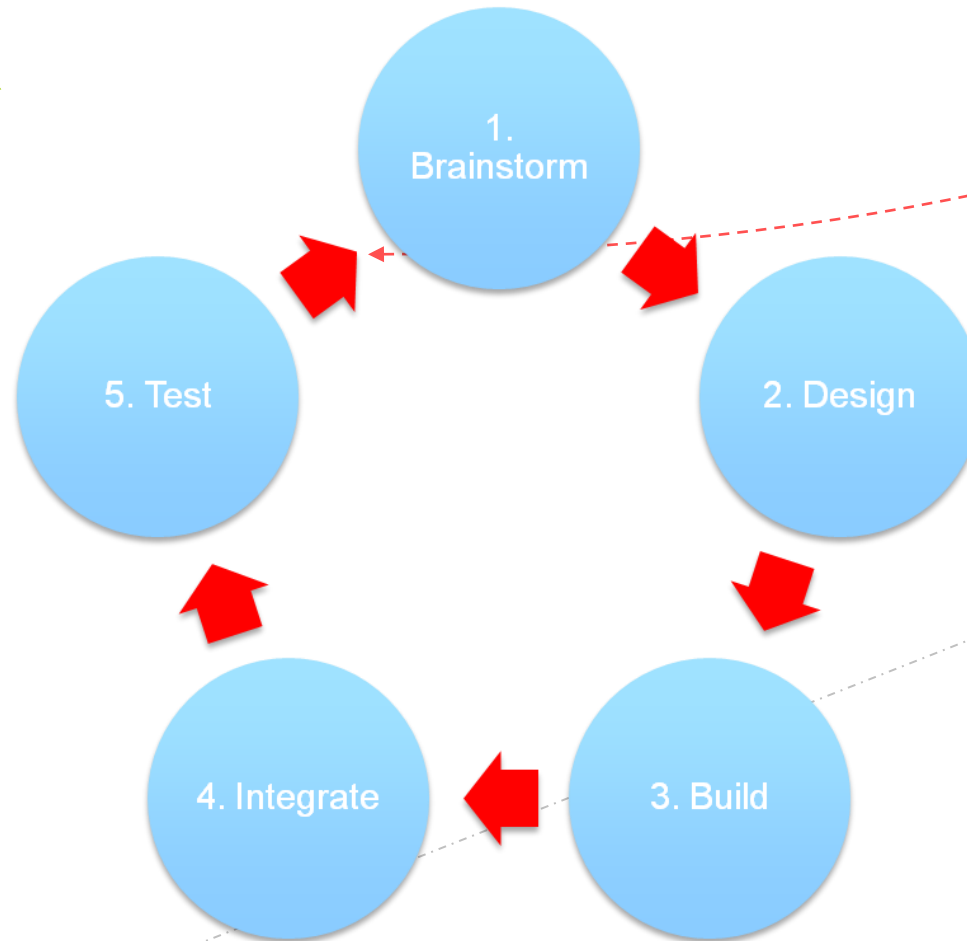 1.
Brainstorm
2. Design
3. Build
4. Integrate
5. Test